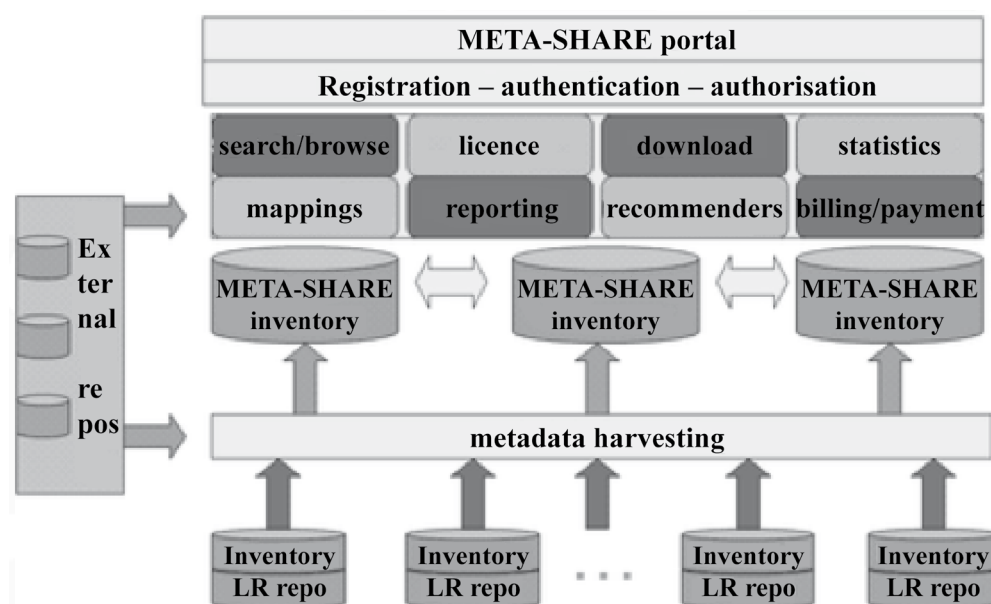 META-SHARE portal
Registration – authentication – authorisation
search/browse
licence
download
statistics
mappings
reporting
recommenders
billing/payment
Ex
ter
nal
re
pos
META-SHARE
inventory
META-SHARE
inventory
META-SHARE
inventory
metadata harvesting
Inventory
LR repo
Inventory
LR repo
. . .
Inventory
LR repo
Inventory
LR repo